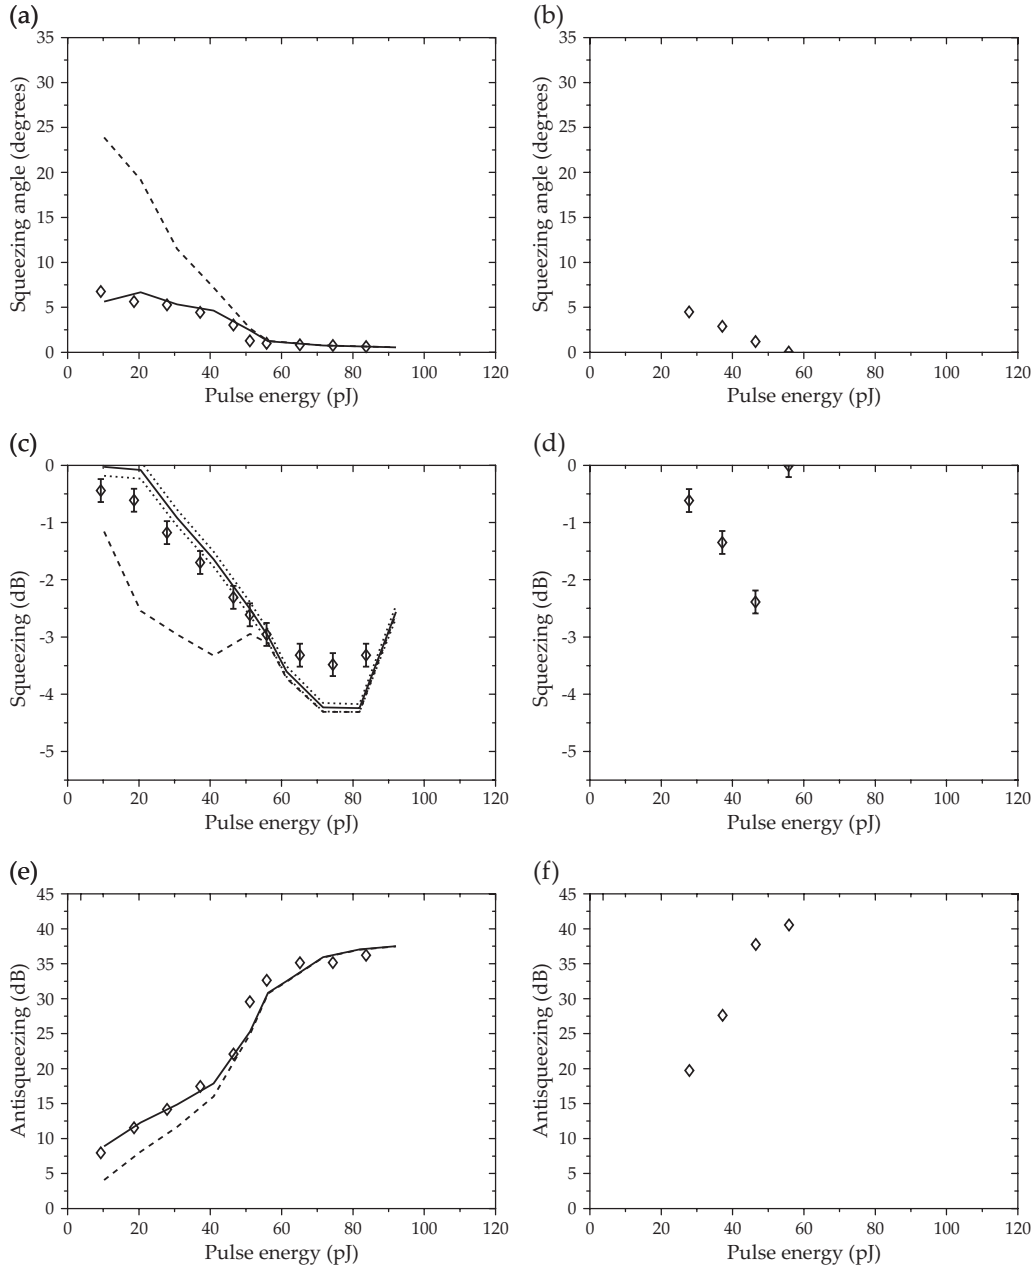 (a)
35
30
25
20
15
10
5
0
Squeezing angle (degrees)
0 20 40 60 80 100 120
Pulse energy (pJ)
(b)
35
30
25
20
15
10
5
0
Squeezing angle (degrees)
0 20 40 60 80 100 120
Pulse energy (pJ)
(c)
0
-1
-2
-3
-4
-5
Squeezing (dB)
0 20 40 60 80 100 120
Pulse energy (pJ)
(d)
0
-1
-2
-3
-4
-5
Squeezing (dB)
0 20 40 60 80 100 120
Pulse energy (pJ)
(e)
45
40
35
30
25
20
15
10
5
0
Antisqueezing (dB)
0 20 40 60 80 100 120
Pulse energy (pJ)
(f)
45
40
35
30
25
20
15
10
5
0
Antisqueezing (dB)
0 20 40 60 80 100 120
Pulse energy (pJ)